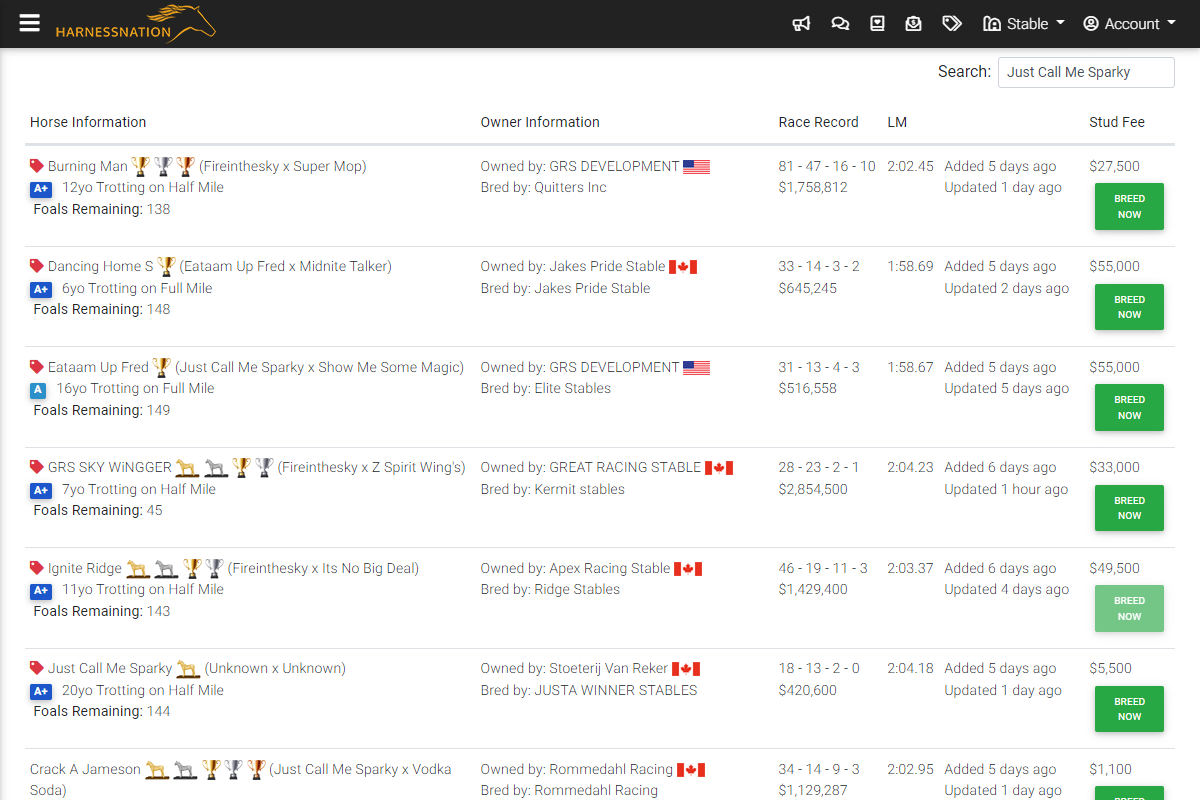 HARNESSNATION
Stable
Account
Search: Just Call Me Sparky
Horse Information Owner Information Race Record LM Stud Fee
Burning Man (Fireinthesky x Super Mop) Owned by: GRS DEVELOPMENT 81 - 47 - 16 - 10 2:02.45 Added 5 days ago $27,500
A+ 12yo Trotting on Half Mile Bred by: Quitters Inc $1,758,812 Updated 1 day ago
Foals Remaining: 138
BREED
NOW
Dancing Home S (Eataam Up Fred x Midnite Talker) Owned by: Jakes Pride Stable 33 - 14 - 3 - 2 1:58.69 Added 5 days ago $55,000
A+ 6yo Trotting on Full Mile Bred by: Jakes Pride Stable $645,245 Updated 2 days ago
Foals Remaining: 148
BREED
NOW
Eataam Up Fred (Just Call Me Sparky x Show Me Some Magic) Owned by: GRS DEVELOPMENT 31 - 13 - 4 - 3 1:58.67 Added 5 days ago $55,000
A 16yo Trotting on Full Mile Bred by: Elite Stables $516,558 Updated 5 days ago
Foals Remaining: 149
BREED
NOW
GRS SKY WiNGGER (Fireinthesky x Z Spirit Wing's) Owned by: GREAT RACING STABLE 28 - 23 - 2 - 1 2:04.23 Added 6 days ago $33,000
A+ 7yo Trotting on Half Mile Bred by: Kermit stables $2,854,500 Updated 1 hour ago
Foals Remaining: 45
BREED
NOW
Ignite Ridge (Fireinthesky x Its No Big Deal) Owned by: Apex Racing Stable 46 - 19 - 11 - 3 2:03.37 Added 6 days ago $49,500
A+ 11yo Trotting on Half Mile Bred by: Ridge Stables $1,429,400 Updated 4 days ago
Foals Remaining: 143
BREED
NOW
Just Call Me Sparky (Unknown x Unknown) Owned by: Stoeterij Van Reker 18 - 13 - 2 - 0 2:04.18 Added 5 days ago $5,500
A+ 20yo Trotting on Half Mile Bred by: JUSTA WINNER STABLES $420,600 Updated 1 day ago
Foals Remaining: 144
BREED
NOW
Crack A Jameson (Just Call Me Sparky x Vodka Owned by: Rommedahl Racing 34 - 14 - 9 - 3 2:02.95 Added 5 days ago $1,100
Soda) Bred by: Rommedahl Racing $1,129,287 Updated 5 days ago